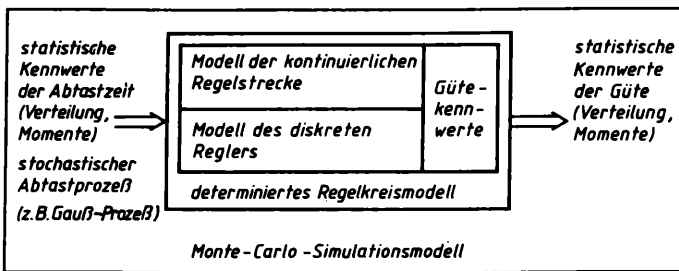 statistische
Kennwerte
der Abtastzeit
(Verteilung,
Momente)
stochastischer
Abtastprozeß
(z.B. Gauß-Prozeß)
Modell der kontinuierlichen
Regelstrecke
Modell des diskreten
Reglers
Güte-
kenn-
werte
determiniertes Regelkreismodell
statistische
Kennwerte
der Güte
(Verteilung,
Momente)
Monte-Carlo-Simulationsmodell